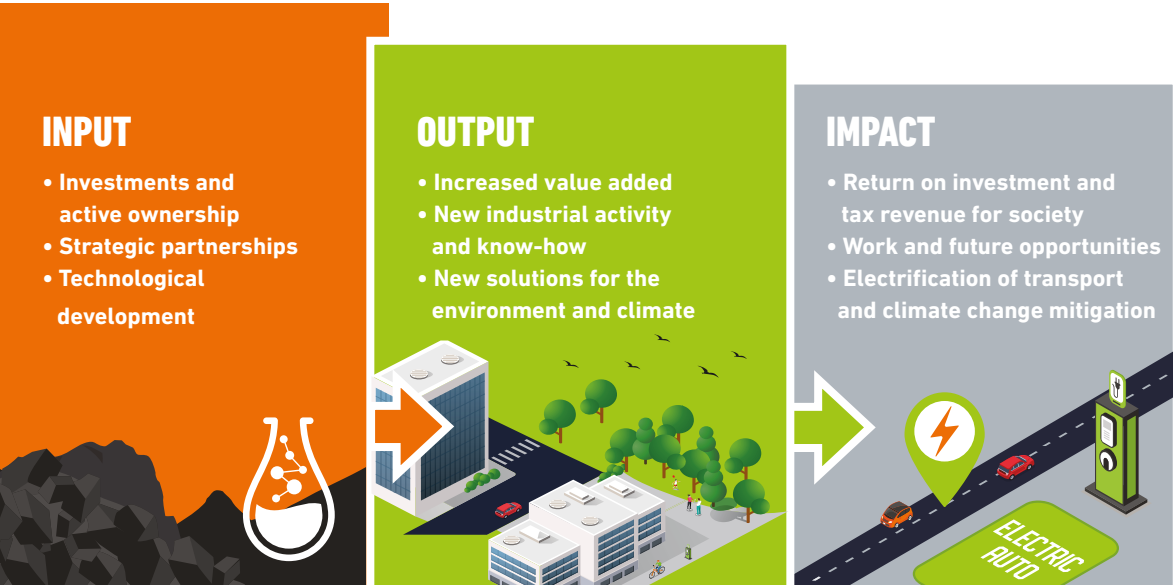 INPUT
• Investments and
active ownership
• Strategic partnerships
• Technological
development
OUTPUT
• Increased value added
• New industrial activity
and know-how
• New solutions for the
environment and climate
IMPACT
• Return on investment and
tax revenue for society
• Work and future opportunities
• Electrification of transport
and climate change mitigation
ELECTRIC
AUTO